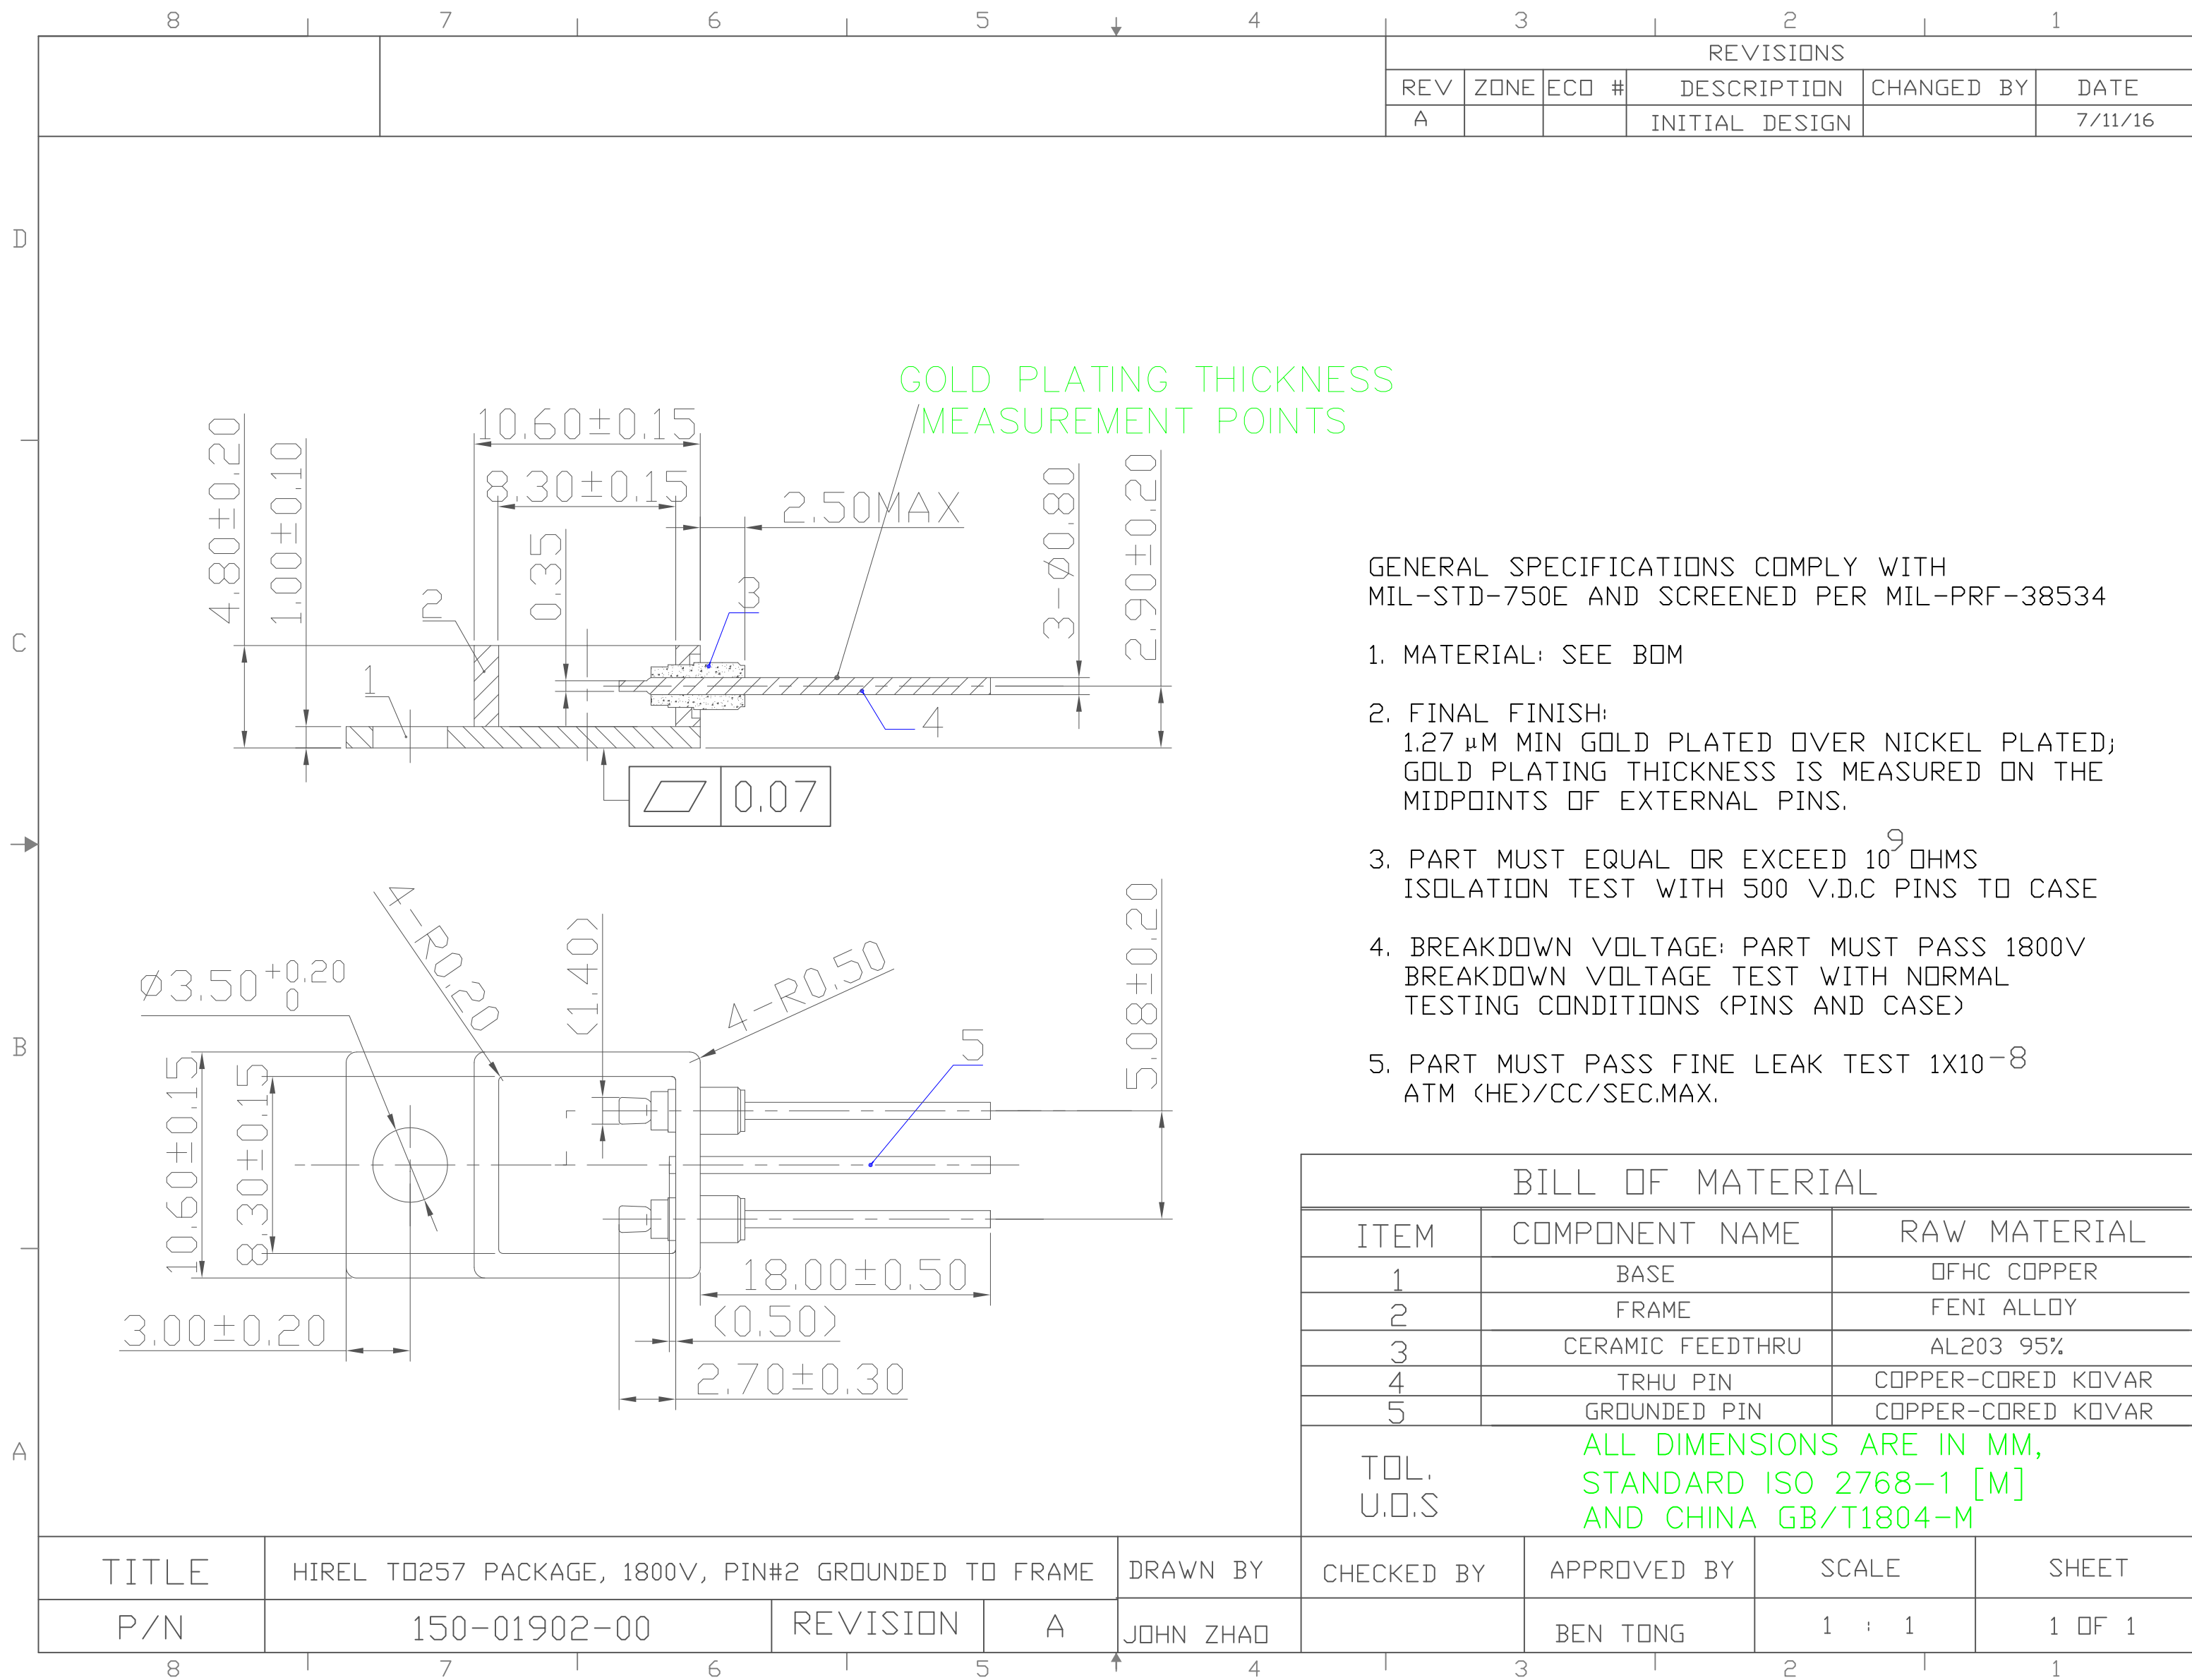 8 7 6 5 4 3 2 1
REVISIONS
REV ZONE ECO # DESCRIPTION CHANGED BY DATE
A INITIAL DESIGN 7/11/16
D
C
B
A
GOLD PLATING THICKNESS
MEASUREMENT POINTS
10.60±0.15
8.30±0.15
4.80±0.20
1.00±0.10
0.35
2.50MAX
3-Ø0.80
2.90±0.20
1
2
3
4
0.07
4-R0.20
Ø3.50 +0.20
0
(1.40)
4-R0.50
5
5.08±0.20
10.60±0.15
8.30±0.15
18.00±0.50
(0.50)
3.00±0.20
2.70±0.30
GENERAL SPECIFICATIONS COMPLY WITH
MIL-STD-750E AND SCREENED PER MIL-PRF-38534
1. MATERIAL: SEE BOM
2. FINAL FINISH:
1.27 µM MIN GOLD PLATED OVER NICKEL PLATED;
GOLD PLATING THICKNESS IS MEASURED ON THE
MIDPOINTS OF EXTERNAL PINS.
3. PART MUST EQUAL OR EXCEED 10⁹ OHMS
ISOLATION TEST WITH 500 V.D.C PINS TO CASE
4. BREAKDOWN VOLTAGE: PART MUST PASS 1800V
BREAKDOWN VOLTAGE TEST WITH NORMAL
TESTING CONDITIONS (PINS AND CASE)
5. PART MUST PASS FINE LEAK TEST 1X10⁻⁸
ATM (HE)/CC/SEC.MAX.
BILL OF MATERIAL
ITEM COMPONENT NAME RAW MATERIAL
1 BASE OFHC COPPER
2 FRAME FENI ALLOY
3 CERAMIC FEEDTHRU AL203 95%
4 TRHU PIN COPPER-CORED KOVAR
5 GROUNDED PIN COPPER-CORED KOVAR
TOL.
U.O.S
ALL DIMENSIONS ARE IN MM,
STANDARD ISO 2768-1 [M]
AND CHINA GB/T1804-M
TITLE HIREL TO257 PACKAGE, 1800V, PIN#2 GROUNDED TO FRAME DRAWN BY CHECKED BY APPROVED BY SCALE SHEET
P/N 150-01902-00 REVISION A JOHN ZHAO BEN TONG 1 : 1 1 OF 1
8 7 6 5 4 3 2 1